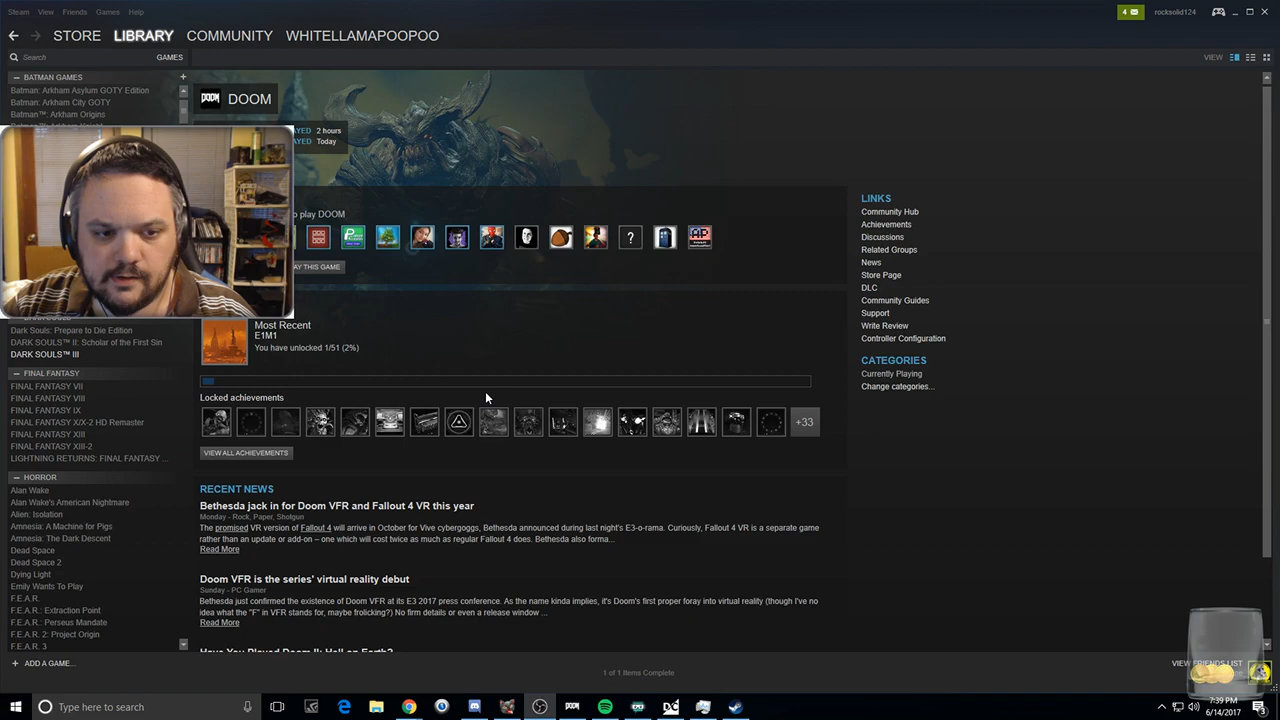 Steam View Friends Games Help
4
rocksolid124
STORE LIBRARY COMMUNITY WHITELLAMAPOOPOO
Search GAMES
VIEW
— BATMAN GAMES +
Batman: Arkham Asylum GOTY Edition
Batman: Arkham City GOTY
Batman™: Arkham Origins
DOOM
DOOM
2 hours
Today
play DOOM
?
THIS GAME
Most Recent
E1M1
You have unlocked 1/51 (2%)
Locked achievements
+33
VIEW ALL ACHIEVEMENTS
Dark Souls: Prepare to Die Edition
DARK SOULS™ II: Scholar of the First Sin
DARK SOULS™ III
— FINAL FANTASY
FINAL FANTASY VII
FINAL FANTASY VIII
FINAL FANTASY IX
FINAL FANTASY X/X-2 HD Remaster
FINAL FANTASY XIII
FINAL FANTASY XIII-2
LIGHTNING RETURNS: FINAL FANTASY ...
— HORROR
Alan Wake
Alan Wake's American Nightmare
Alien: Isolation
Amnesia: A Machine for Pigs
Amnesia: The Dark Descent
Dead Space
Dead Space 2
Dying Light
Emily Wants To Play
F.E.A.R.
F.E.A.R.: Extraction Point
F.E.A.R.: Perseus Mandate
F.E.A.R. 2: Project Origin
F.E.A.R. 3
+ ADD A GAME...
RECENT NEWS
Bethesda jack in for Doom VFR and Fallout 4 VR this year
Monday - Rock, Paper, Shotgun
The promised VR version of Fallout 4 will arrive in October for Vive cybergoggs, Bethesda announced during last night's E3-o-rama. Curiously, Fallout 4 VR is a separate game
rather than an update or add-on – one which will cost twice as much as regular Fallout 4 does. Bethesda also forma...
Read More
Doom VFR is the series' virtual reality debut
Sunday - PC Gamer
Bethesda just confirmed the existence of Doom VFR at its E3 2017 press conference. As the name kinda implies, it's Doom's first proper foray into virtual reality (though I've no
idea what the "F" in VFR stands for, maybe frolicking?) No firm details or even a release window ...
Read More
Have You Played Doom II: Hell on Earth?
LINKS
Community Hub
Achievements
Discussions
Related Groups
News
Store Page
DLC
Community Guides
Support
Write Review
Controller Configuration
CATEGORIES
Currently Playing
Change categories...
1 of 1 Items Complete
VIEW FRIENDS LIST
Type here to search
7:39 PM
6/14/2017
3